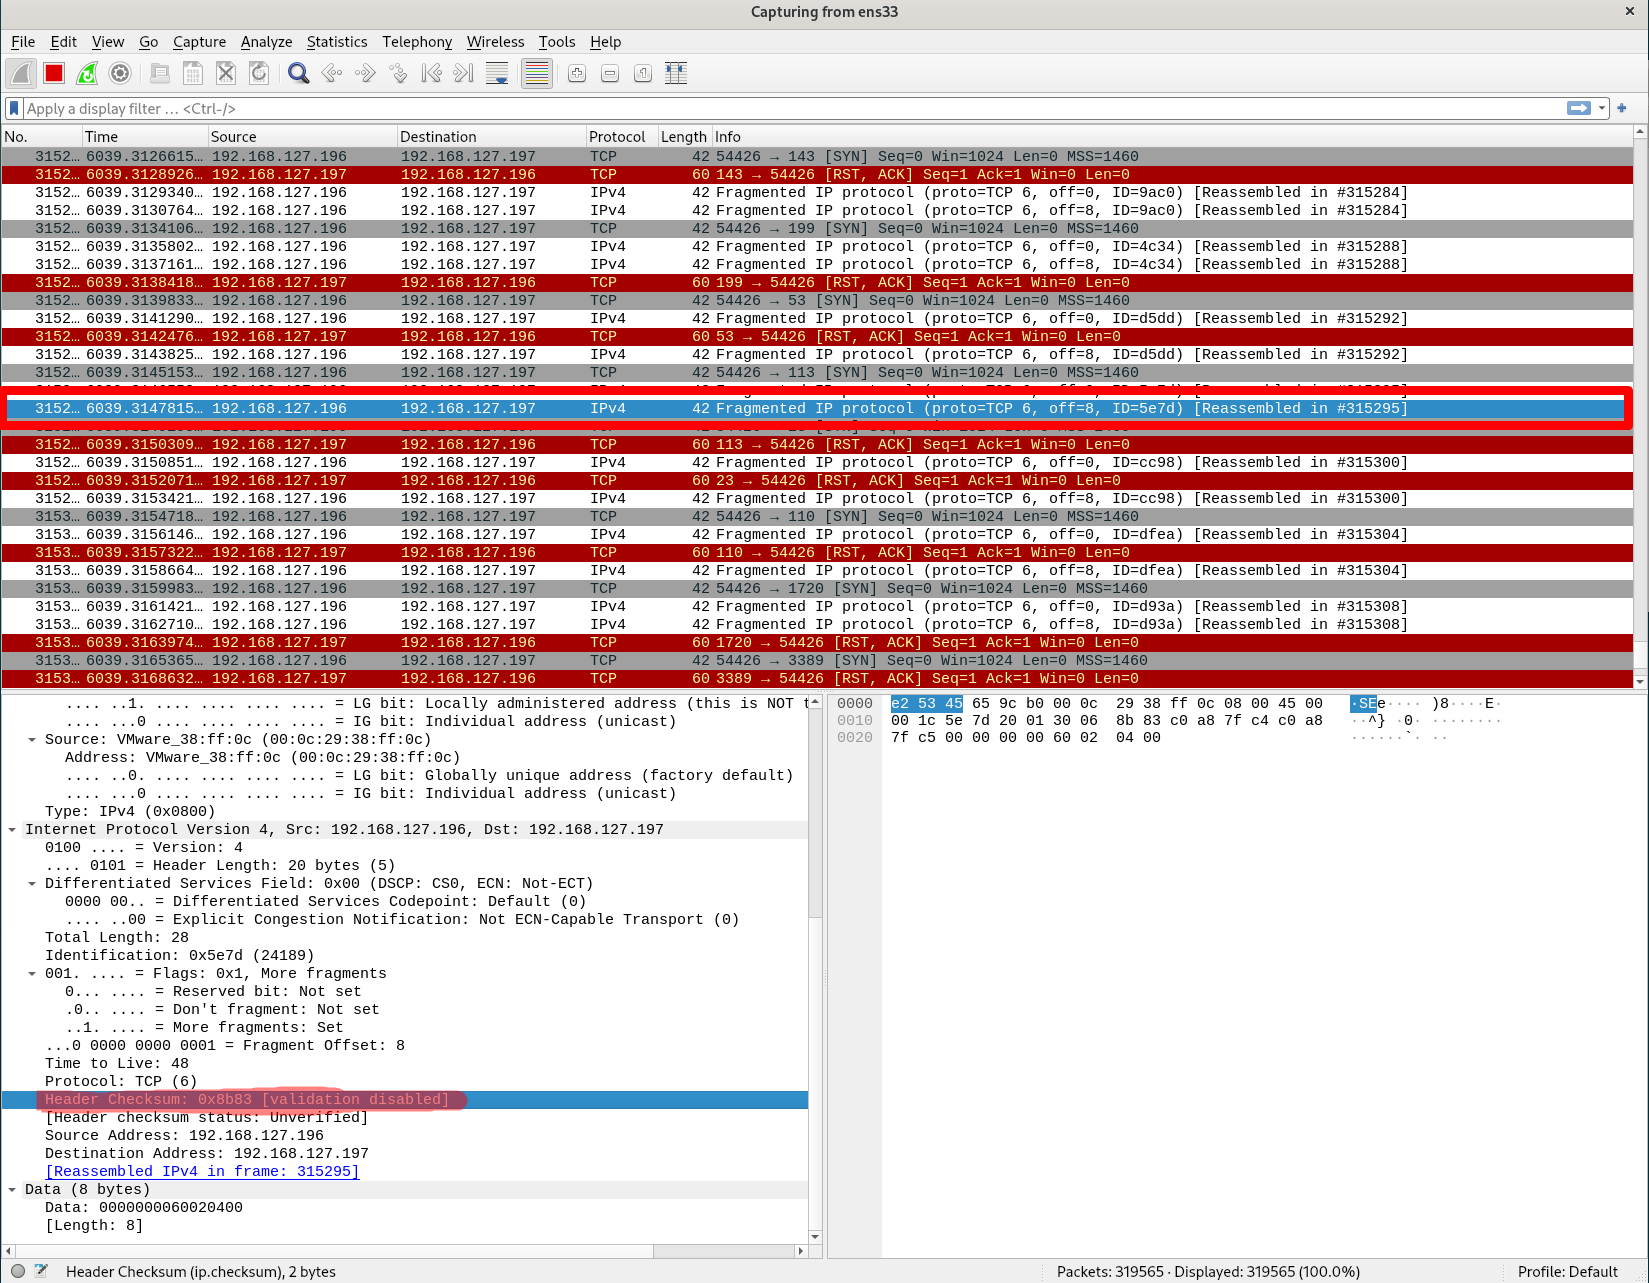 Capturing from ens33
File Edit View Go Capture Analyze Statistics Telephony Wireless Tools Help
Apply a display filter … <Ctrl-/>
No. Time Source Destination Protocol Length Info
3152… 6039.3126615… 192.168.127.196 192.168.127.197 TCP 42 54426 → 143 [SYN] Seq=0 Win=1024 Len=0 MSS=1460
3152… 6039.3128926… 192.168.127.197 192.168.127.196 TCP 60 143 → 54426 [RST, ACK] Seq=1 Ack=1 Win=0 Len=0
3152… 6039.3129340… 192.168.127.196 192.168.127.197 IPv4 42 Fragmented IP protocol (proto=TCP 6, off=0, ID=9ac0) [Reassembled in #315284]
3152… 6039.3130764… 192.168.127.196 192.168.127.197 IPv4 42 Fragmented IP protocol (proto=TCP 6, off=8, ID=9ac0) [Reassembled in #315284]
3152… 6039.3134106… 192.168.127.196 192.168.127.197 TCP 42 54426 → 199 [SYN] Seq=0 Win=1024 Len=0 MSS=1460
3152… 6039.3135802… 192.168.127.196 192.168.127.197 IPv4 42 Fragmented IP protocol (proto=TCP 6, off=0, ID=4c34) [Reassembled in #315288]
3152… 6039.3137161… 192.168.127.196 192.168.127.197 IPv4 42 Fragmented IP protocol (proto=TCP 6, off=8, ID=4c34) [Reassembled in #315288]
3152… 6039.3138418… 192.168.127.197 192.168.127.196 TCP 60 199 → 54426 [RST, ACK] Seq=1 Ack=1 Win=0 Len=0
3152… 6039.3139833… 192.168.127.196 192.168.127.197 TCP 42 54426 → 53 [SYN] Seq=0 Win=1024 Len=0 MSS=1460
3152… 6039.3141290… 192.168.127.196 192.168.127.197 IPv4 42 Fragmented IP protocol (proto=TCP 6, off=0, ID=d5dd) [Reassembled in #315292]
3152… 6039.3142476… 192.168.127.197 192.168.127.196 TCP 60 53 → 54426 [RST, ACK] Seq=1 Ack=1 Win=0 Len=0
3152… 6039.3143825… 192.168.127.196 192.168.127.197 IPv4 42 Fragmented IP protocol (proto=TCP 6, off=8, ID=d5dd) [Reassembled in #315292]
3152… 6039.3145153… 192.168.127.196 192.168.127.197 TCP 42 54426 → 113 [SYN] Seq=0 Win=1024 Len=0 MSS=1460
3152… 6039.3147815… 192.168.127.196 192.168.127.197 IPv4 42 Fragmented IP protocol (proto=TCP 6, off=8, ID=5e7d) [Reassembled in #315295]
3152… 6039.3150309… 192.168.127.197 192.168.127.196 TCP 60 113 → 54426 [RST, ACK] Seq=1 Ack=1 Win=0 Len=0
3152… 6039.3150851… 192.168.127.196 192.168.127.197 IPv4 42 Fragmented IP protocol (proto=TCP 6, off=0, ID=cc98) [Reassembled in #315300]
3152… 6039.3152071… 192.168.127.197 192.168.127.196 TCP 60 23 → 54426 [RST, ACK] Seq=1 Ack=1 Win=0 Len=0
3152… 6039.3153421… 192.168.127.196 192.168.127.197 IPv4 42 Fragmented IP protocol (proto=TCP 6, off=8, ID=cc98) [Reassembled in #315300]
3153… 6039.3154718… 192.168.127.196 192.168.127.197 TCP 42 54426 → 110 [SYN] Seq=0 Win=1024 Len=0 MSS=1460
3153… 6039.3156146… 192.168.127.196 192.168.127.197 IPv4 42 Fragmented IP protocol (proto=TCP 6, off=0, ID=dfea) [Reassembled in #315304]
3153… 6039.3157322… 192.168.127.197 192.168.127.196 TCP 60 110 → 54426 [RST, ACK] Seq=1 Ack=1 Win=0 Len=0
3153… 6039.3158664… 192.168.127.196 192.168.127.197 IPv4 42 Fragmented IP protocol (proto=TCP 6, off=8, ID=dfea) [Reassembled in #315304]
3153… 6039.3159983… 192.168.127.196 192.168.127.197 TCP 42 54426 → 1720 [SYN] Seq=0 Win=1024 Len=0 MSS=1460
3153… 6039.3161421… 192.168.127.196 192.168.127.197 IPv4 42 Fragmented IP protocol (proto=TCP 6, off=0, ID=d93a) [Reassembled in #315308]
3153… 6039.3162710… 192.168.127.196 192.168.127.197 IPv4 42 Fragmented IP protocol (proto=TCP 6, off=8, ID=d93a) [Reassembled in #315308]
3153… 6039.3163974… 192.168.127.197 192.168.127.196 TCP 60 1720 → 54426 [RST, ACK] Seq=1 Ack=1 Win=0 Len=0
3153… 6039.3165365… 192.168.127.196 192.168.127.197 TCP 42 54426 → 3389 [SYN] Seq=0 Win=1024 Len=0 MSS=1460
3153… 6039.3168632… 192.168.127.197 192.168.127.196 TCP 60 3389 → 54426 [RST, ACK] Seq=1 Ack=1 Win=0 Len=0
.... ..1. .... .... .... .... = LG bit: Locally administered address (this is NOT t
.... ...0 .... .... .... .... = IG bit: Individual address (unicast)
Source: VMware_38:ff:0c (00:0c:29:38:ff:0c)
Address: VMware_38:ff:0c (00:0c:29:38:ff:0c)
.... ..0. .... .... .... .... = LG bit: Globally unique address (factory default)
.... ...0 .... .... .... .... = IG bit: Individual address (unicast)
Type: IPv4 (0x0800)
Internet Protocol Version 4, Src: 192.168.127.196, Dst: 192.168.127.197
0100 .... = Version: 4
.... 0101 = Header Length: 20 bytes (5)
Differentiated Services Field: 0x00 (DSCP: CS0, ECN: Not-ECT)
0000 00.. = Differentiated Services Codepoint: Default (0)
.... ..00 = Explicit Congestion Notification: Not ECN-Capable Transport (0)
Total Length: 28
Identification: 0x5e7d (24189)
001. .... = Flags: 0x1, More fragments
0... .... = Reserved bit: Not set
.0.. .... = Don't fragment: Not set
..1. .... = More fragments: Set
...0 0000 0000 0001 = Fragment Offset: 8
Time to Live: 48
Protocol: TCP (6)
Header Checksum: 0x8b83 [validation disabled]
[Header checksum status: Unverified]
Source Address: 192.168.127.196
Destination Address: 192.168.127.197
[Reassembled IPv4 in frame: 315295]
Data (8 bytes)
Data: 0000000060020400
[Length: 8]
0000 e2 53 45 65 9c b0 00 0c 29 38 ff 0c 08 00 45 00 ·SEe···· )8····E·
0010 00 1c 5e 7d 20 01 30 06 8b 83 c0 a8 7f c4 c0 a8 ··^} ·0· ········
0020 7f c5 00 00 00 00 60 02 04 00 ······`· ··
Header Checksum (ip.checksum), 2 bytes
Packets: 319565 · Displayed: 319565 (100.0%)
Profile: Default